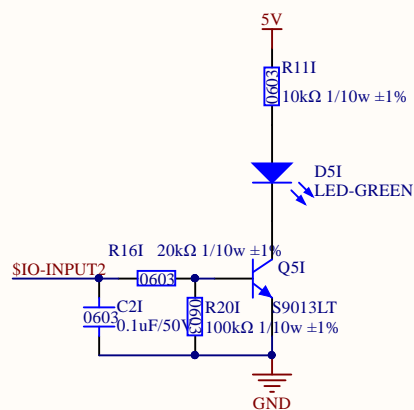 5V
R11I
0603
10kΩ 1/10w ±1%
D5I
LED-GREEN
R16I 20kΩ 1/10w ±1%
$IO-INPUT2
0603
Q5I
C2I
0603
0.1uF/50V
R20I
0603
100kΩ 1/10w ±1%
S9013LT
GND